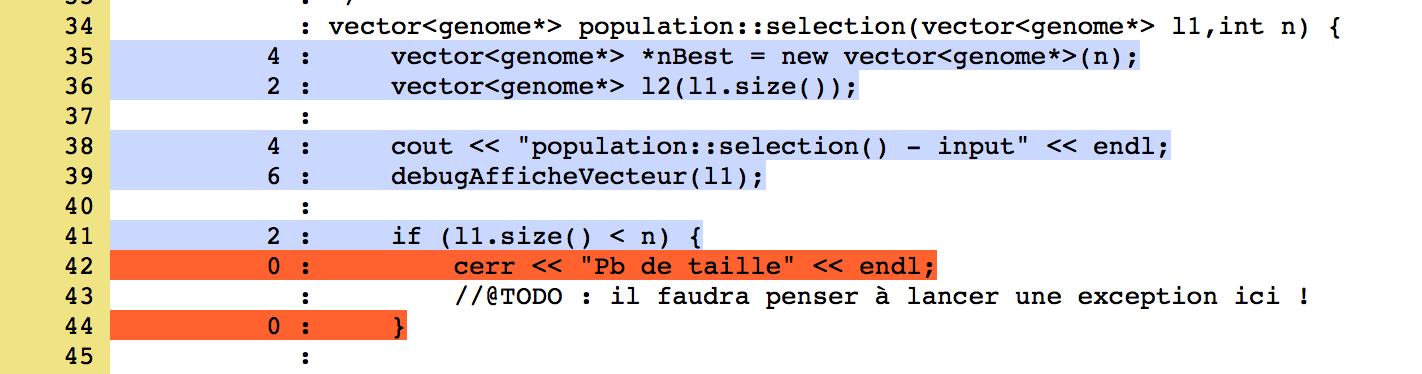 34 : vector<genome*> population::selection(vector<genome*> l1,int n) {
35 4 : vector<genome*> *nBest = new vector<genome*>(n);
36 2 : vector<genome*> l2(l1.size());
37 :
38 4 : cout << "population::selection() - input" << endl;
39 6 : debugAfficheVecteur(l1);
40 :
41 2 : if (l1.size() < n) {
42 0 : cerr << "Pb de taille" << endl;
43 : //@TODO : il faudra penser à lancer une exception ici !
44 0 : }
45 :